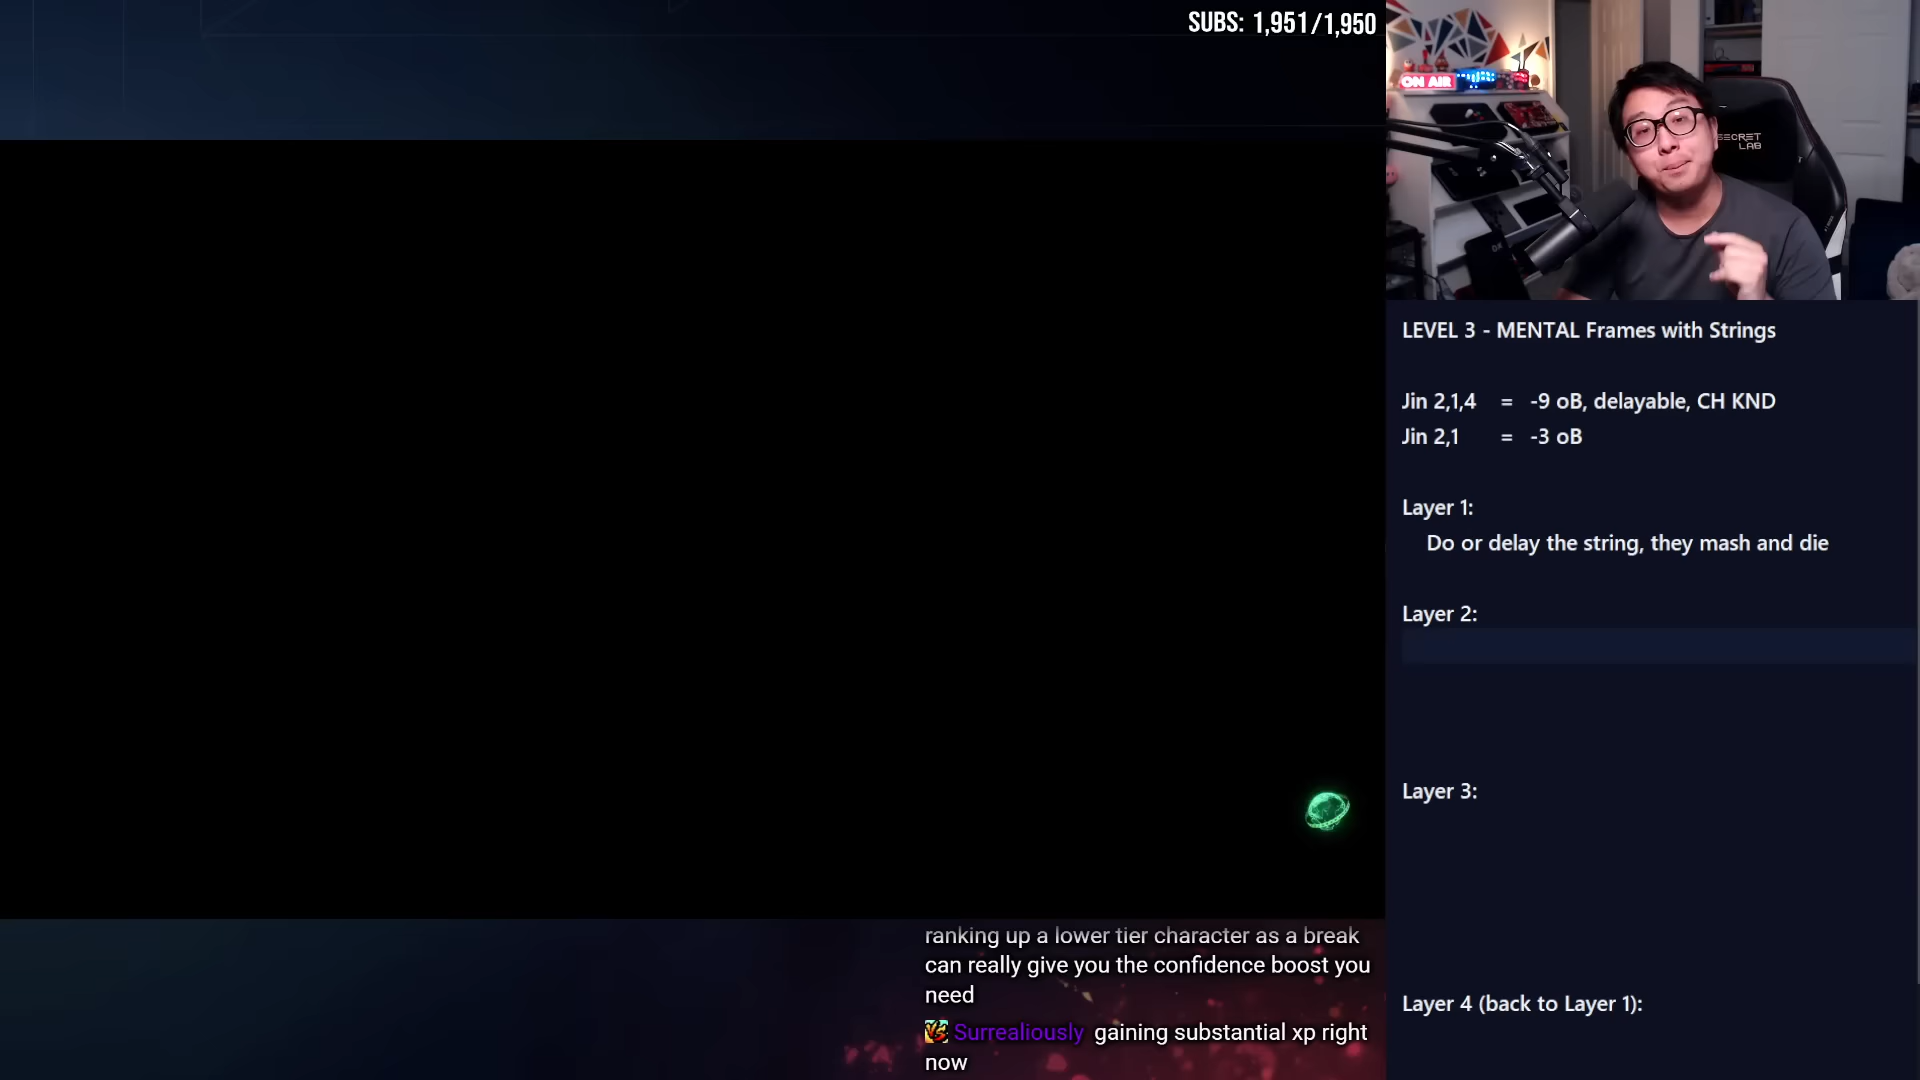 SUBS: 1,951/1,950
ON AIR
SECRET
LAB
LEVEL 3 - MENTAL Frames with Strings
Jin 2,1,4 = -9 oB, delayable, CH KND
Jin 2,1 = -3 oB
Layer 1:
Do or delay the string, they mash and die
Layer 2:
Layer 3:
Layer 4 (back to Layer 1):
ranking up a lower tier character as a break
can really give you the confidence boost you
need
VS Surrealiously gaining substantial xp right
now